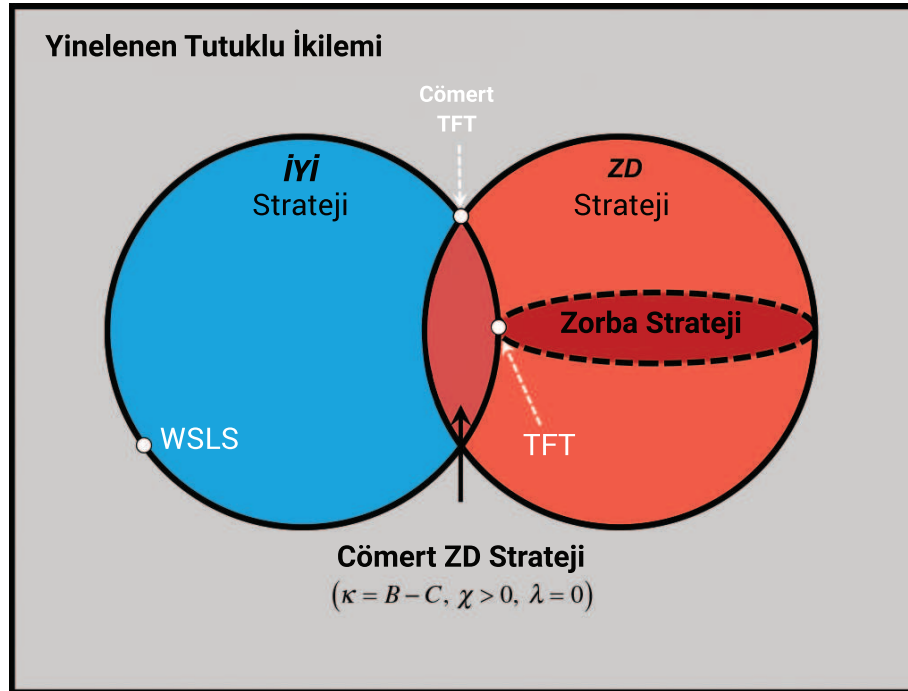 Yinelenen Tutuklu İkilemi
Cömert
TFT
İYİ
Strateji
ZD
Strateji
Zorba Strateji
WSLS
TFT
Cömert ZD Strateji
(κ = B – C, χ > 0, λ = 0)